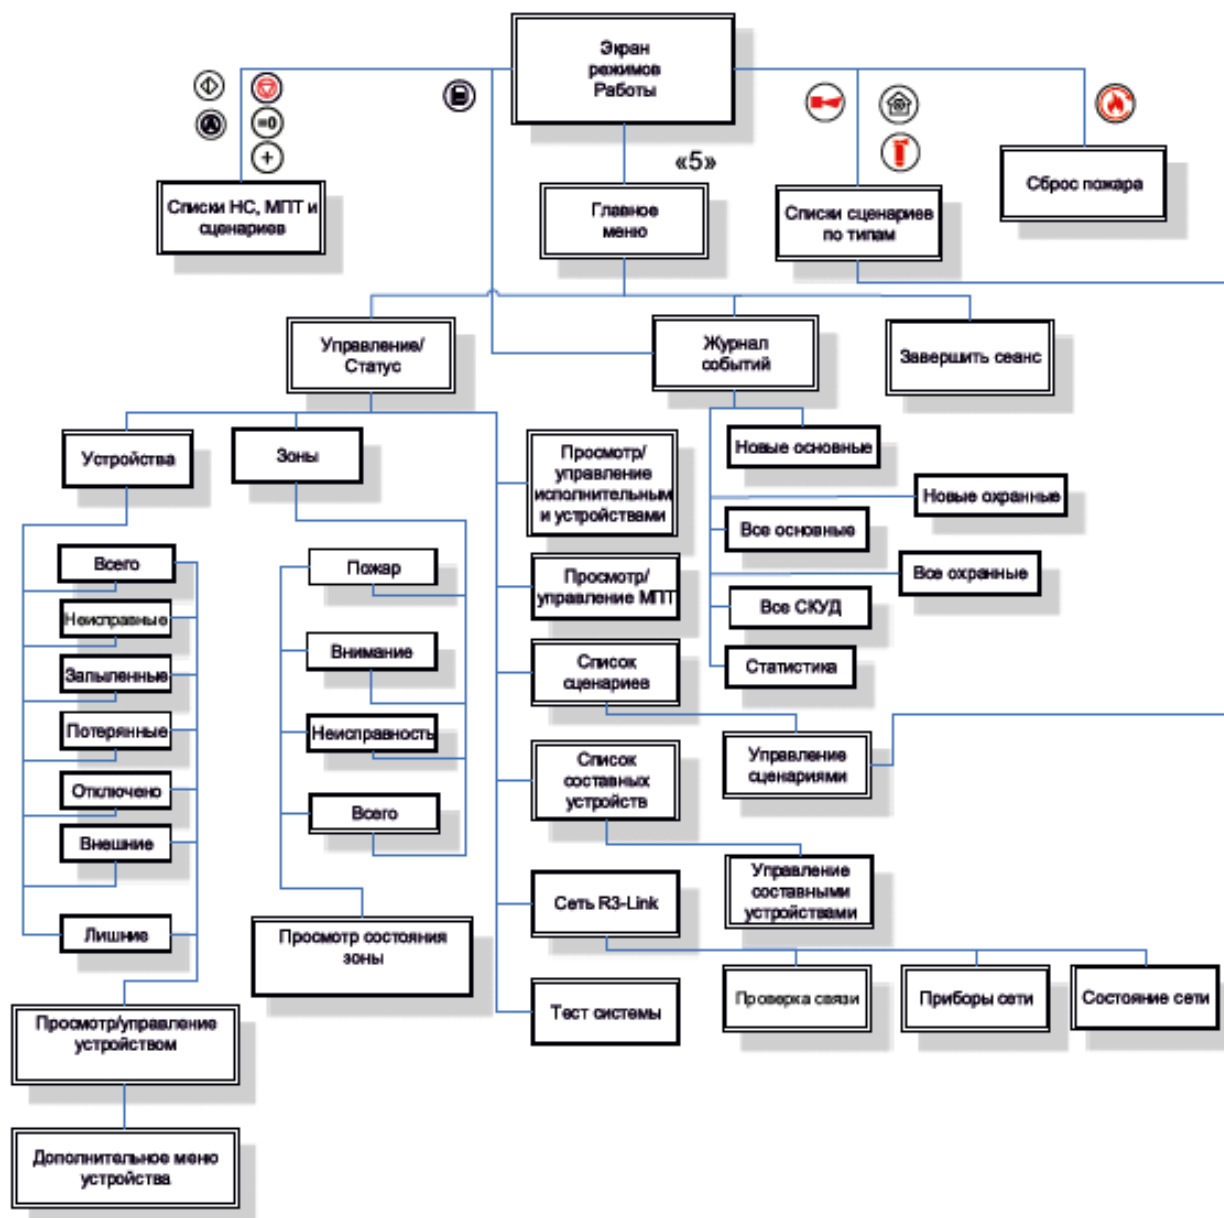 Экран
режимов
Работы
=0
+
«5»
Списки НС, МПТ и
сценариев
Главное
меню
Списки сценариев
по типам
Сброс пожара
Управление/
Статус
Журнал
событий
Завершить сеанс
Устройства
Зоны
Просмотр/
управление
исполнительным
и устройствами
Новые основные
Новые охранные
Все основные
Все охранные
Все СКУД
Статистика
Всего
Неисправные
Запыленные
Потерянные
Отключено
Внешние
Лишние
Пожар
Внимание
Неисправность
Всего
Просмотр состояния
зоны
Просмотр/
управление МПТ
Список
сценариев
Управление
сценариями
Список
составных
устройств
Управление
составными
устройствами
Сеть R3-Link
Проверка связи
Приборы сети
Состояние сети
Тест системы
Просмотр/управление
устройством
Дополнительное меню
устройства